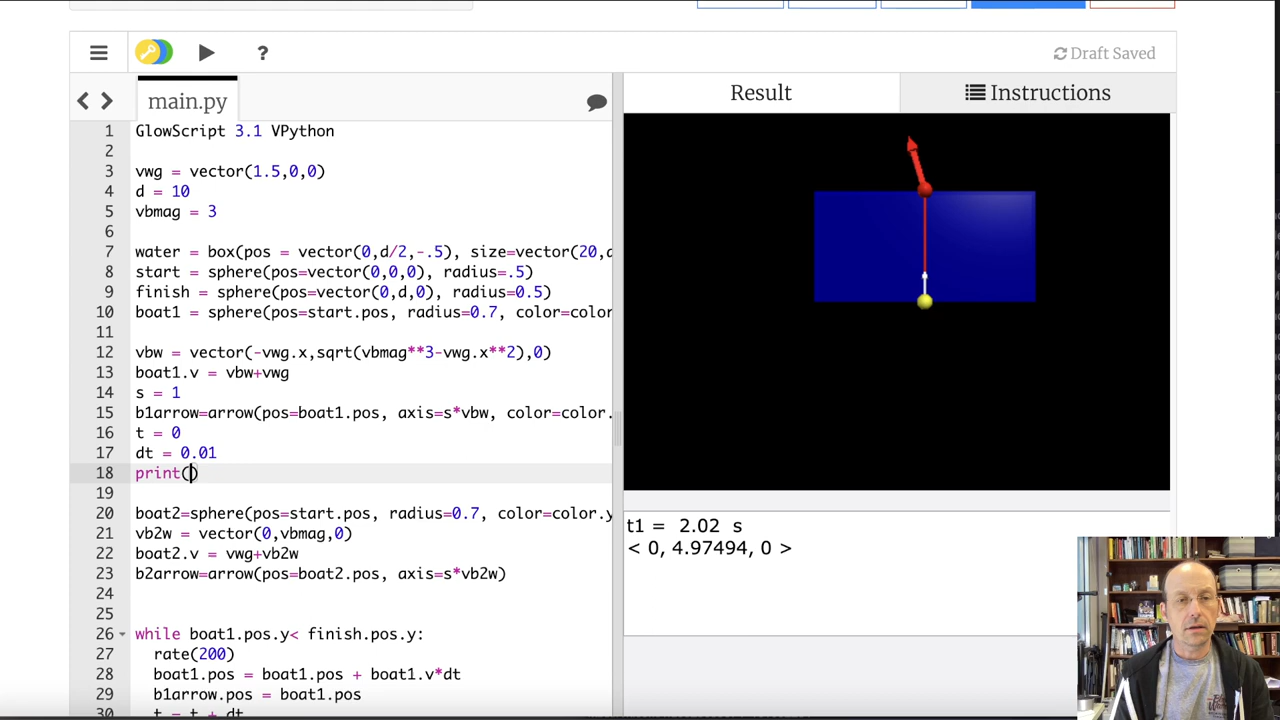 ?
Draft Saved
main.py
Result
Instructions
1 GlowScript 3.1 VPython
2
3 vwg = vector(1.5,0,0)
4 d = 10
5 vbmag = 3
6
7 water = box(pos = vector(0,d/2,-.5), size=vector(20,d
8 start = sphere(pos=vector(0,0,0), radius=.5)
9 finish = sphere(pos=vector(0,d,0), radius=0.5)
10 boat1 = sphere(pos=start.pos, radius=0.7, color=color
11
12 vbw = vector(-vwg.x,sqrt(vbmag**3-vwg.x**2),0)
13 boat1.v = vbw+vwg
14 s = 1
15 b1arrow=arrow(pos=boat1.pos, axis=s*vbw, color=color.
16 t = 0
17 dt = 0.01
18 print()
19
20 boat2=sphere(pos=start.pos, radius=0.7, color=color.y
21 vb2w = vector(0,vbmag,0)
22 boat2.v = vwg+vb2w
23 b2arrow=arrow(pos=boat2.pos, axis=s*vb2w)
24
25
26 while boat1.pos.y< finish.pos.y:
27 rate(200)
28 boat1.pos = boat1.pos + boat1.v*dt
29 b1arrow.pos = boat1.pos
30 t = t + dt
t1 = 2.02 s
< 0, 4.97494, 0 >